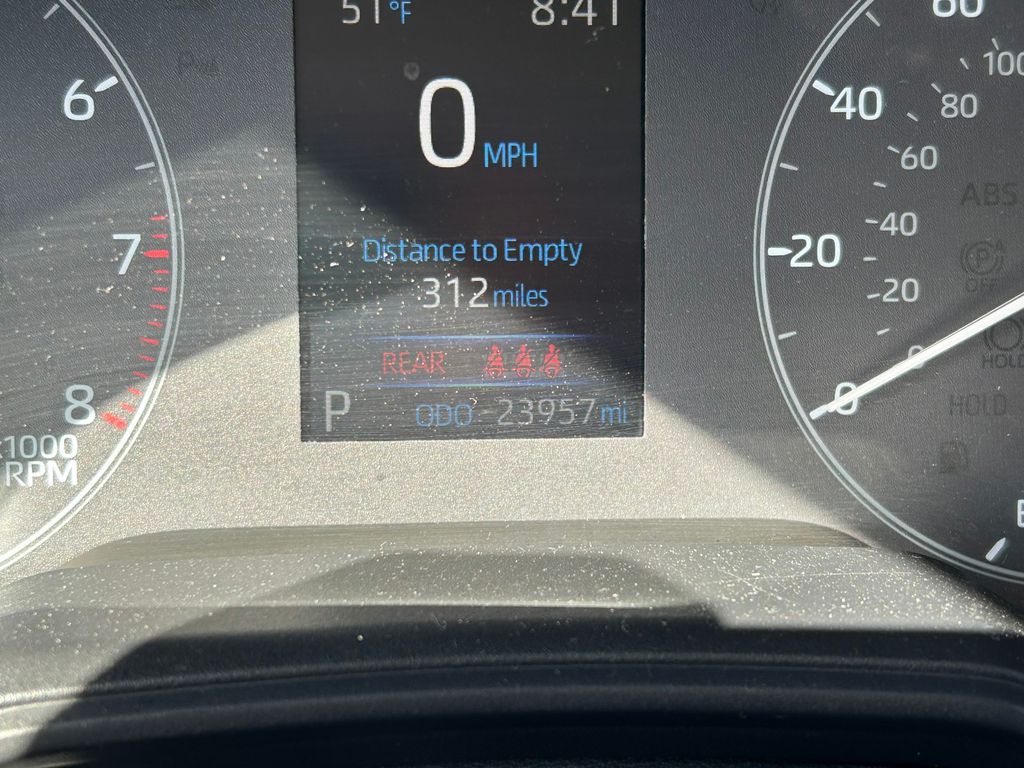 51°F 8:41
0 MPH
Distance to Empty
312 miles
REAR
P ODO 23957 mi
6
7
8
x1000
RPM
60
40
20
0
100
80
60
40
20
0
ABS
P A
OFF
HOLD
HOLD
E